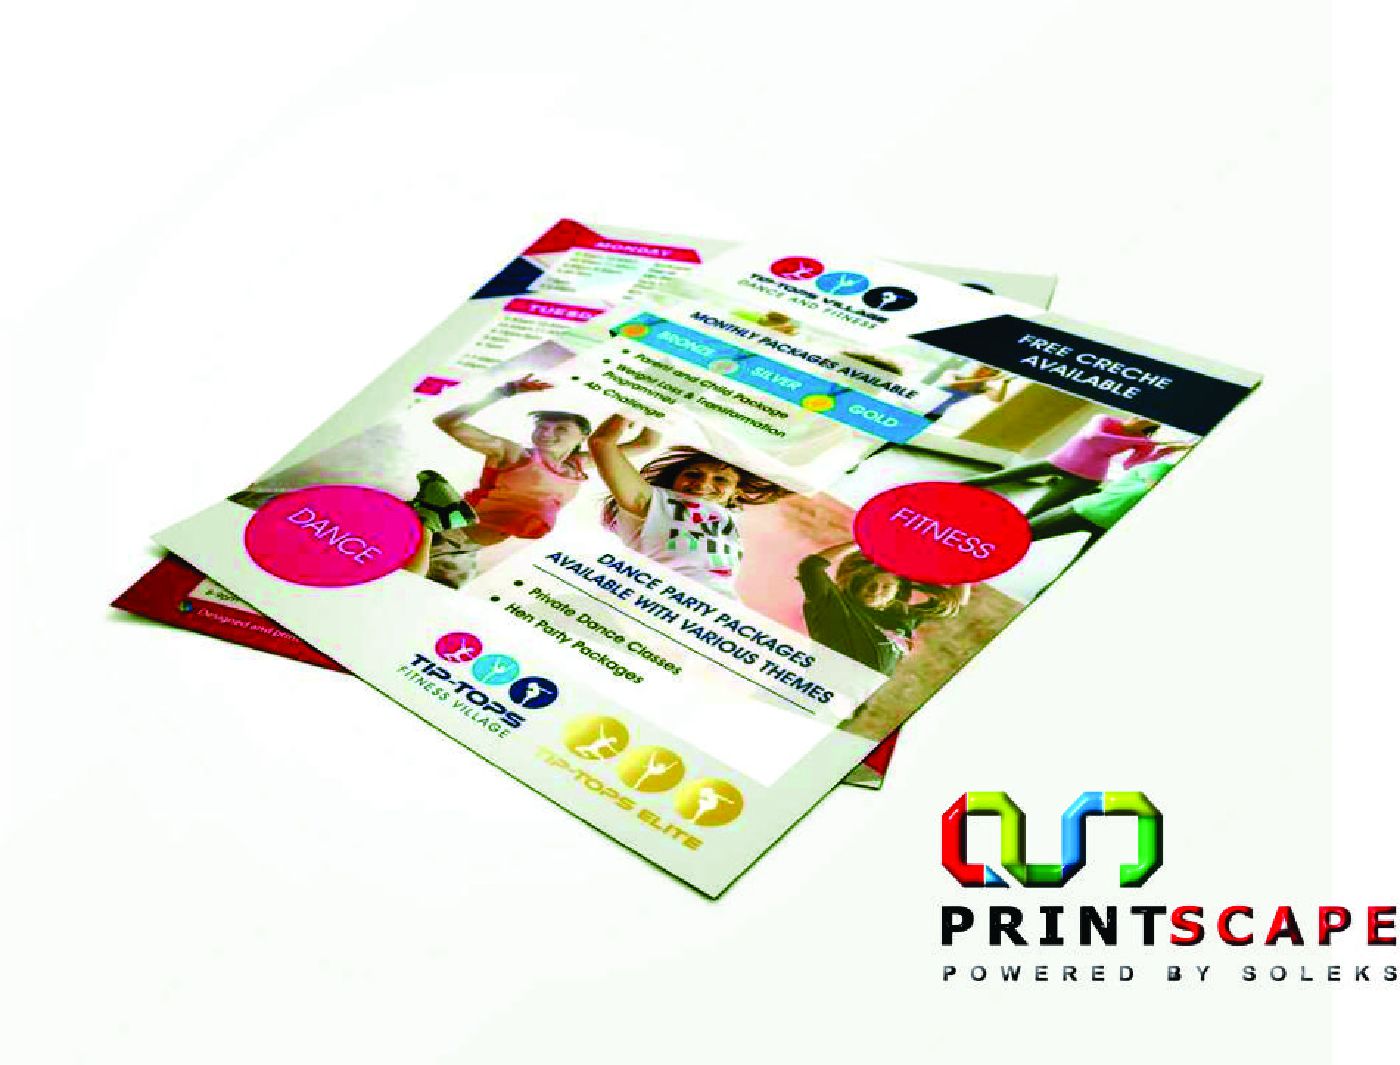 MONDAY
TIP-TOPS VILLAGE
DANCE AND FITNESS
FREE CRECHE
AVAILABLE
MONTHLY PACKAGES AVAILABLE
BRONZE
SILVER
GOLD
• Parent and Child Package
• Weight Loss & Transformation
Programmes
• Ab
Challenge
DANCE
FITNESS
DANCE PARTY PACKAGES
AVAILABLE WITH VARIOUS THEMES
• Private Dance Classes
• Hen Party Packages
Designed and
TIP-TOPS
FITNESS VILLAGE
TIP-TOPS ELITE
PRINTSCAPE
POWERED BY SOLEKS